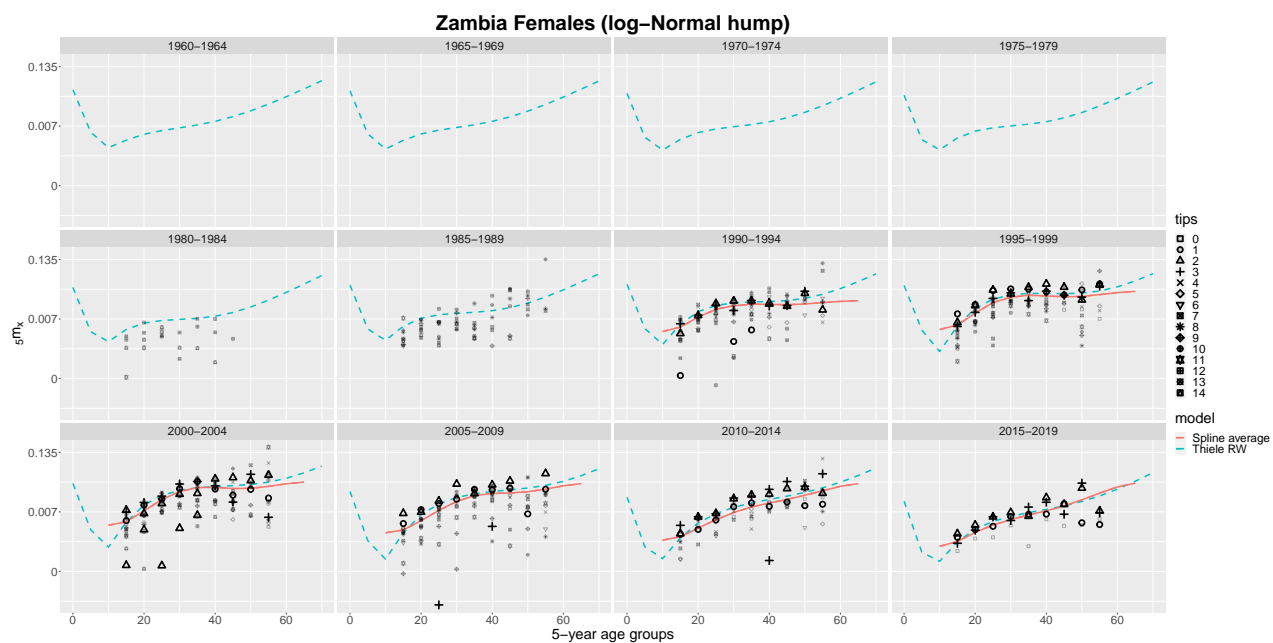 Zambia Females (log−Normal hump)
1960−1964 1965−1969 1970−1974 1975−1979
0.135
0.007
0
1980−1984 1985−1989 1990−1994 1995−1999
0.135
0.007
0
2000−2004 2005−2009 2010−2014 2015−2019
0.135
0.007
0
0 20 40 60 0 20 40 60 0 20 40 60 0 20 40 60
5−year age groups
5mx
tips
0
1
2
3
4
5
6
7
8
9
10
11
12
13
14
model
Spline average
Thiele RW